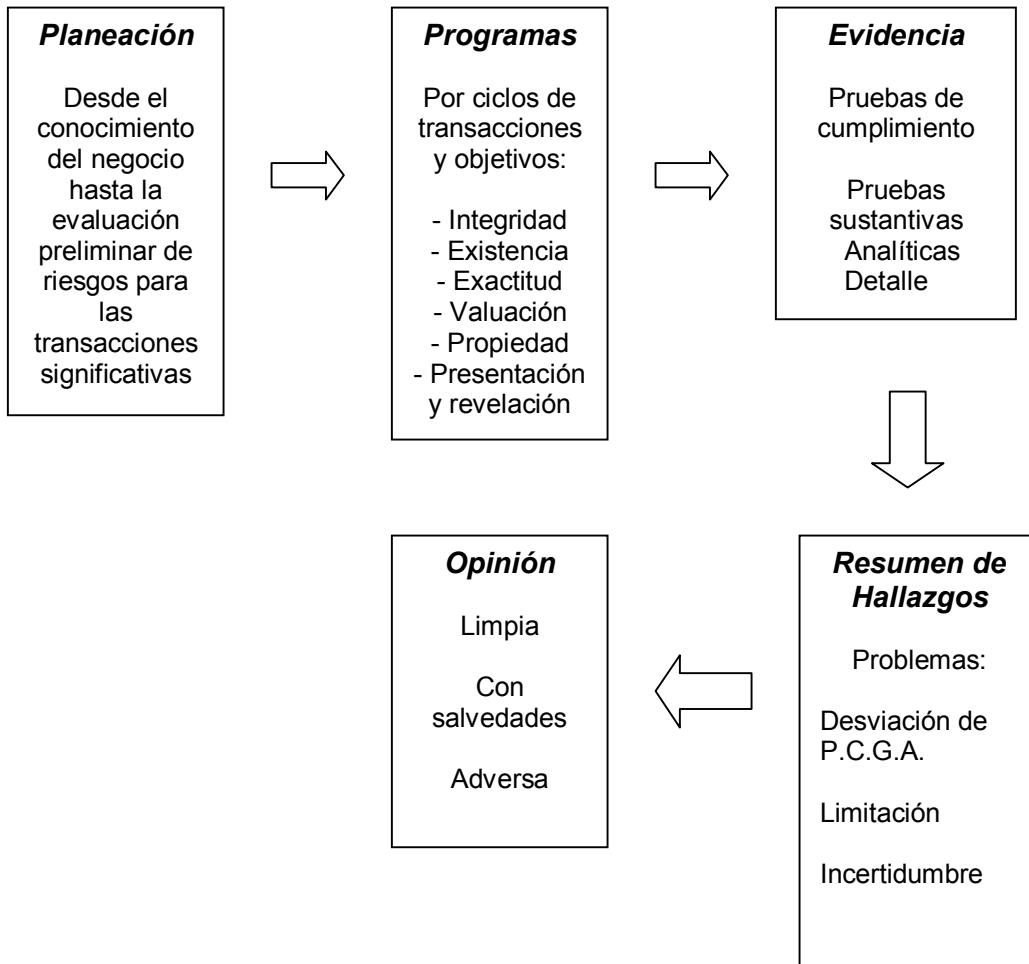 Planeación
Desde el
conocimiento
del negocio
hasta la
evaluación
preliminar de
riesgos para
las
transacciones
significativas
Programas
Por ciclos de
transacciones
y objetivos:
- Integridad
- Existencia
- Exactitud
- Valuación
- Propiedad
- Presentación
y revelación
Evidencia
Pruebas de
cumplimiento
Pruebas
sustantivas
Analíticas
Detalle
Resumen de
Hallazgos
Problemas:
Desviación de
P.C.G.A.
Limitación
Incertidumbre
Opinión
Limpia
Con
salvedades
Adversa